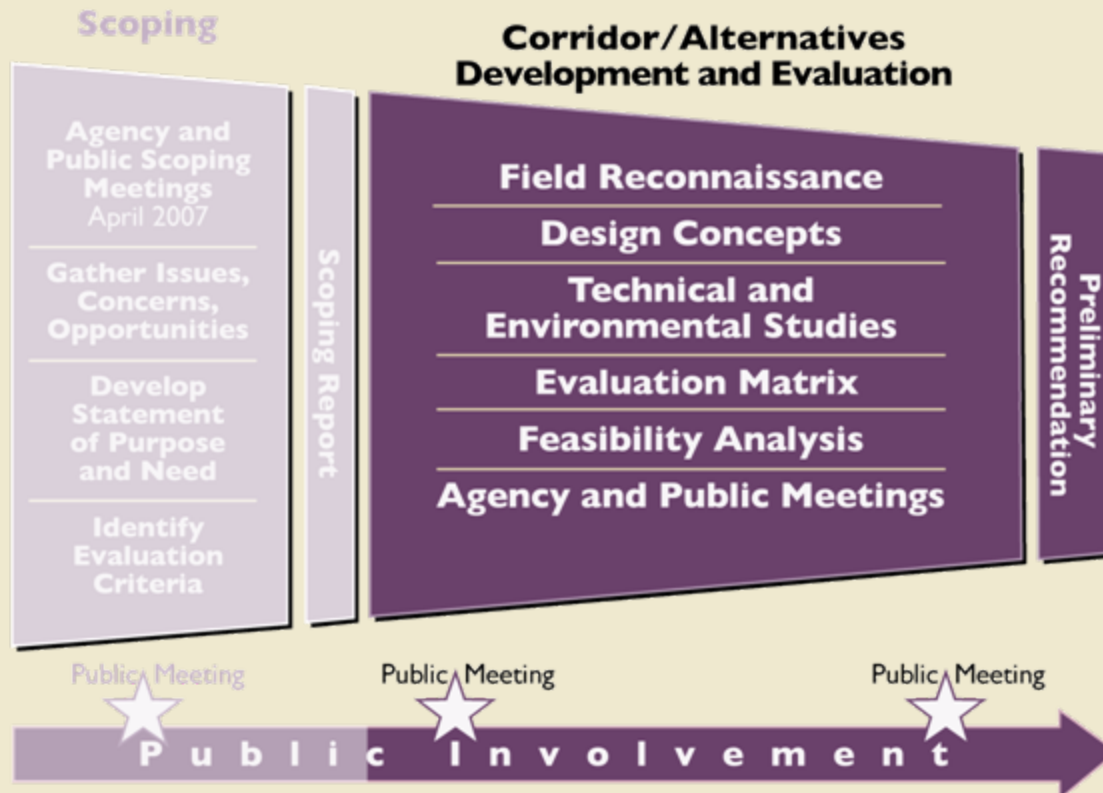 Scoping
Agency and
Public Scoping
Meetings
April 2007
Gather Issues,
Concerns,
Opportunities
Develop
Statement
of Purpose
and Need
Identify
Evaluation
Criteria
Scoping Report
Corridor/Alternatives
Development and Evaluation
Field Reconnaissance
Design Concepts
Technical and
Environmental Studies
Evaluation Matrix
Feasibility Analysis
Agency and Public Meetings
Preliminary
Recommendation
Public Meeting
Public Meeting
Public Meeting
Public Involvement